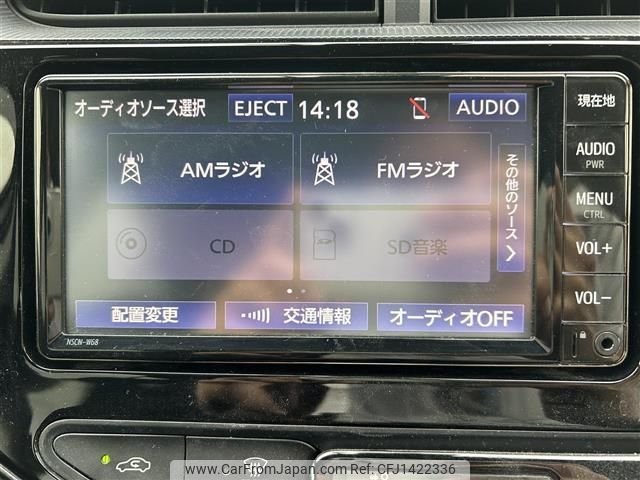 オーディオソース選択 EJECT 14:18 AUDIO
AMラジオ FMラジオ
その他のソース
CD SD音楽
配置変更 交通情報 オーディオOFF
NSCN-W68
現在地
AUDIO
PWR
MENU
CTRL
VOL+
VOL−
www.carfromjapan.com © CarFromJapan CFJ1422336